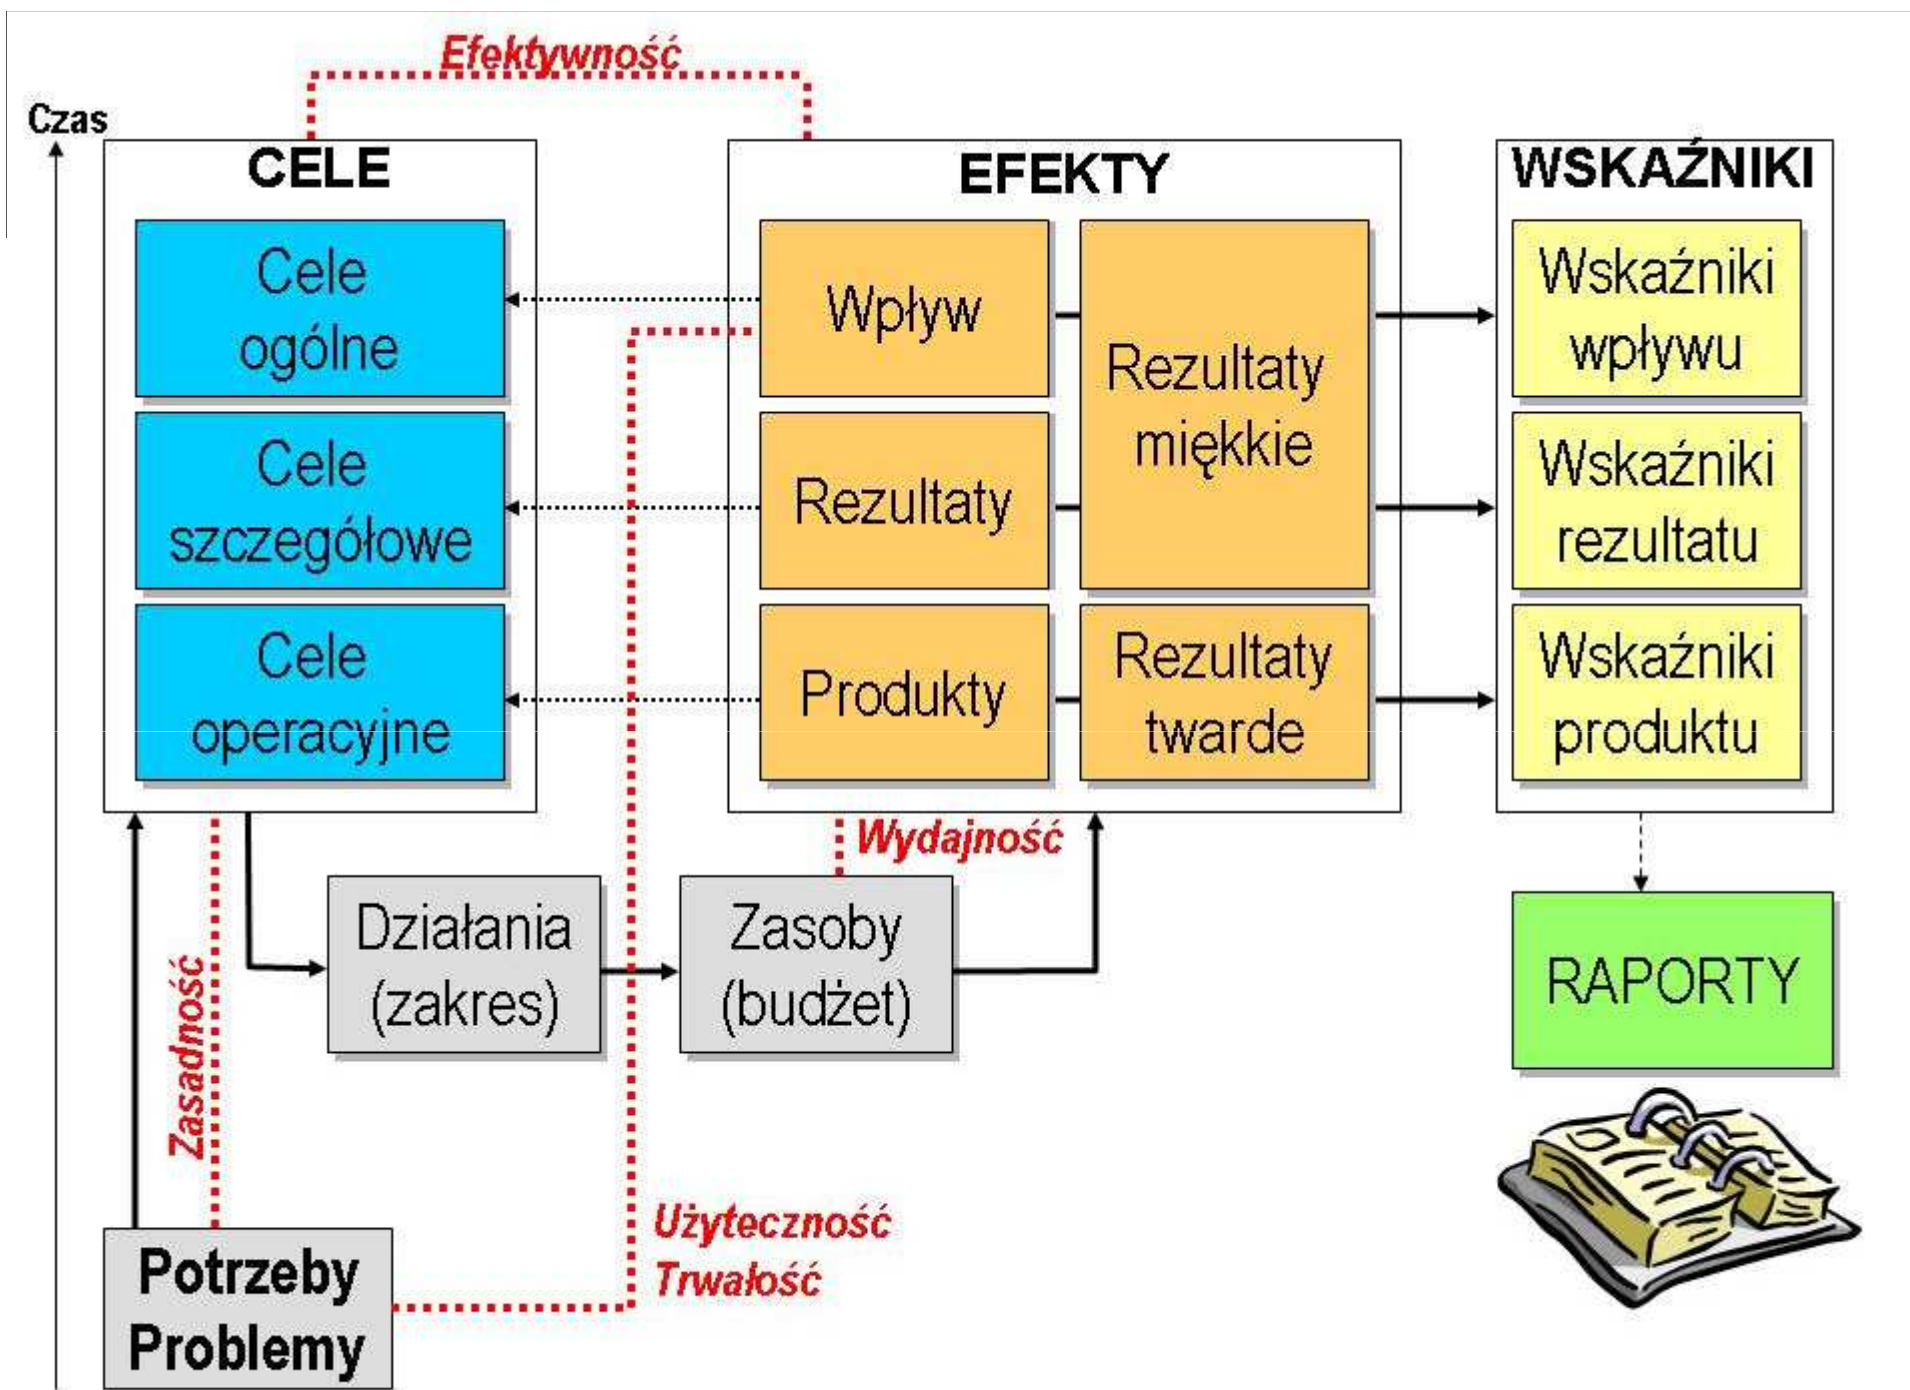 Efektywność
Czas
CELE
Cele
ogólne
Cele
szczegółowe
Cele
operacyjne
EFEKTY
Wpływ
Rezultaty
Produkty
Rezultaty
miękkie
Rezultaty
twarde
WSKAŹNIKI
Wskaźniki
wpływu
Wskaźniki
rezultatu
Wskaźniki
produktu
Wydajność
Działania
(zakres)
Zasoby
(budżet)
RAPORTY
Zasadność
Użyteczność
Trwałość
Potrzeby
Problemy